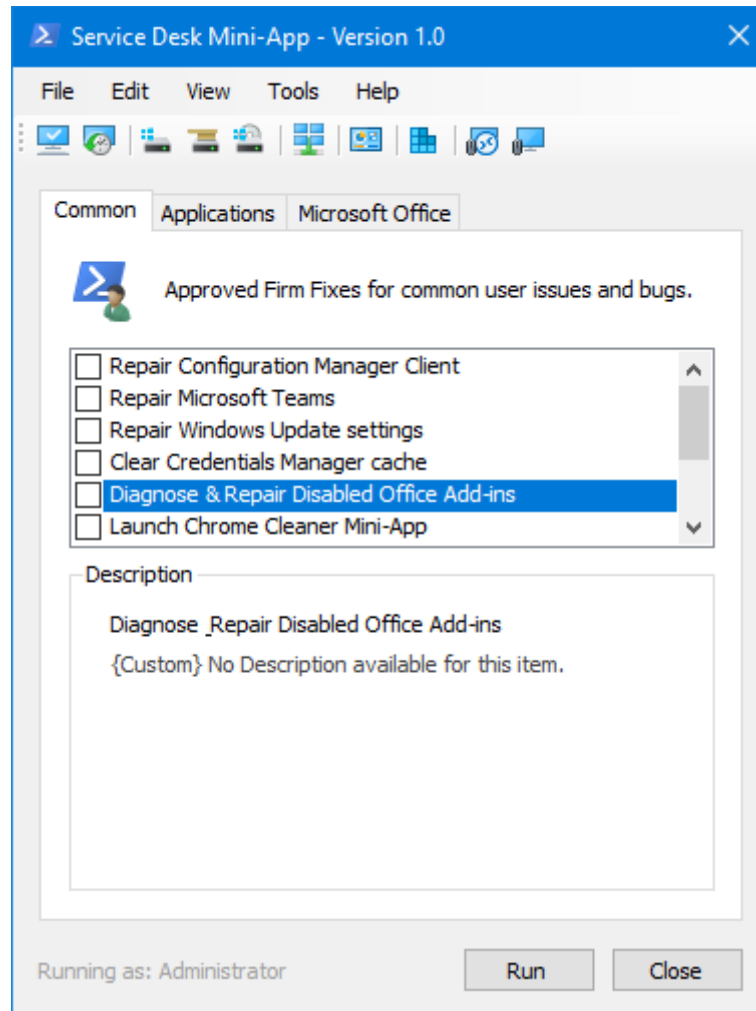 Service Desk Mini-App - Version 1.0
File Edit View Tools Help
Common Applications Microsoft Office
Approved Firm Fixes for common user issues and bugs.
Repair Configuration Manager Client
Repair Microsoft Teams
Repair Windows Update settings
Clear Credentials Manager cache
Diagnose & Repair Disabled Office Add-ins
Launch Chrome Cleaner Mini-App
Description
Diagnose _Repair Disabled Office Add-ins
{Custom} No Description available for this item.
Running as: Administrator Run Close